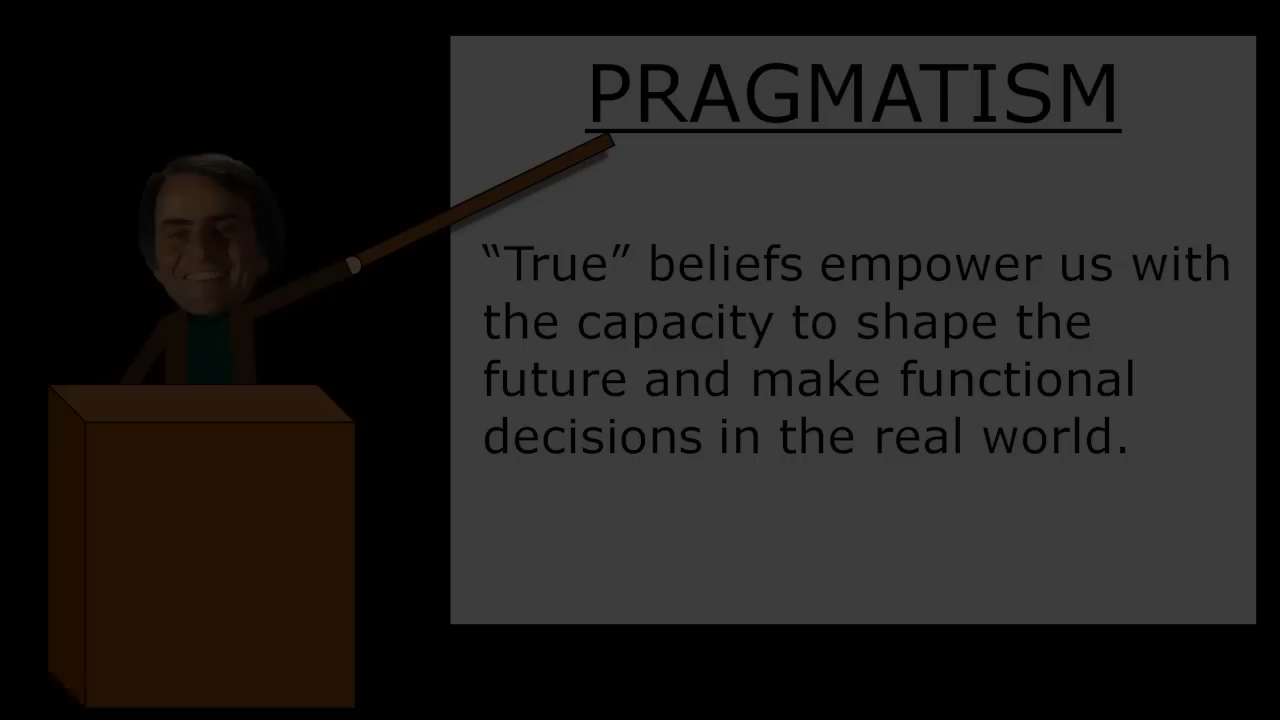 PRAGMATISM
“True” beliefs empower us with
the capacity to shape the
future and make functional
decisions in the real world.